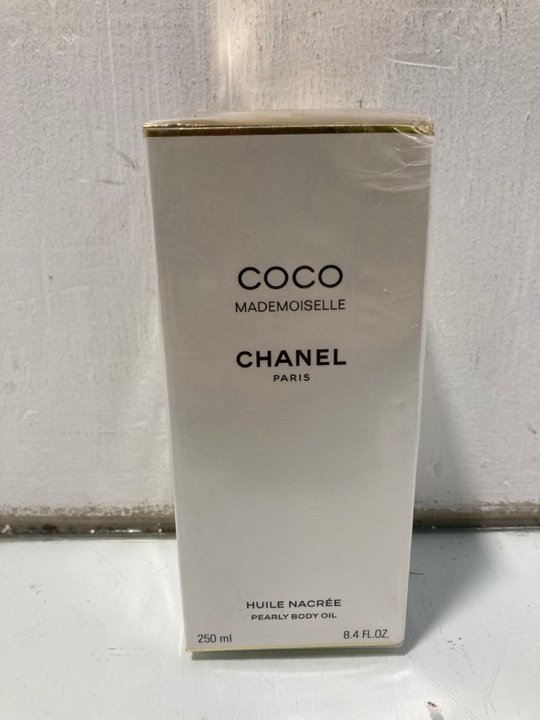 COCO
MADEMOISELLE
CHANEL
PARIS
HUILE NACRÉE
PEARLY BODY OIL
250 ml 8.4 FL.OZ.